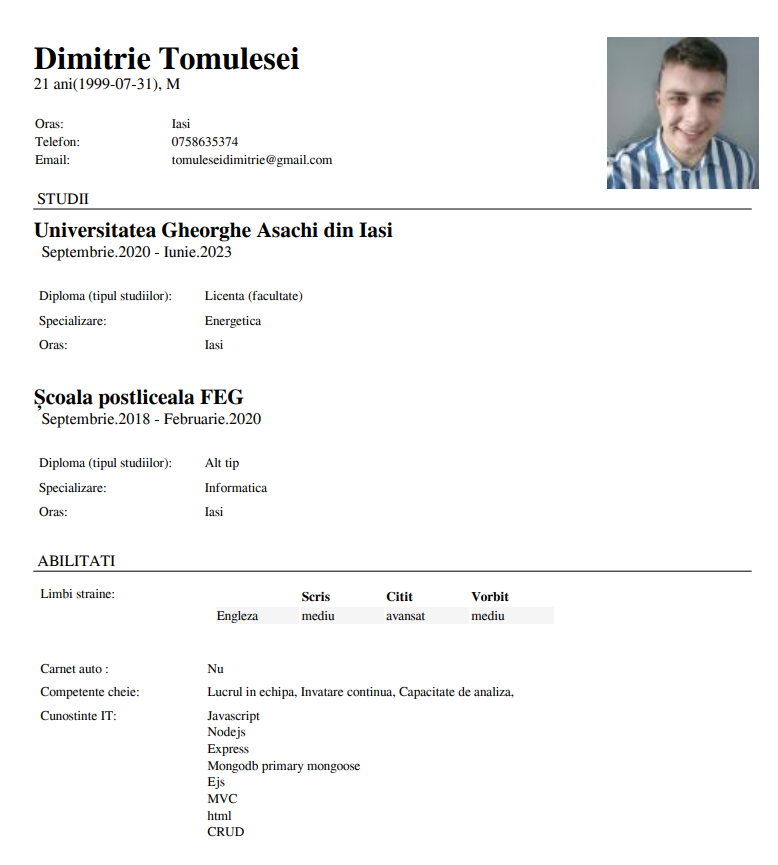 Dimitrie Tomulesei
21 ani(1999-07-31), M
Oras: Iasi
Telefon: 0758635374
Email: tomuleseidimitrie@gmail.com
STUDII
Universitatea Gheorghe Asachi din Iasi
Septembrie.2020 - Iunie.2023
Diploma (tipul studiilor): Licenta (facultate)
Specializare: Energetica
Oras: Iasi
Școala postliceala FEG
Septembrie.2018 - Februarie.2020
Diploma (tipul studiilor): Alt tip
Specializare: Informatica
Oras: Iasi
ABILITATI
Limbi straine:
Scris Citit Vorbit
Engleza mediu avansat mediu
Carnet auto : Nu
Competente cheie: Lucrul in echipa, Invatare continua, Capacitate de analiza,
Cunostinte IT: Javascript
Nodejs
Express
Mongodb primary mongoose
Ejs
MVC
html
CRUD